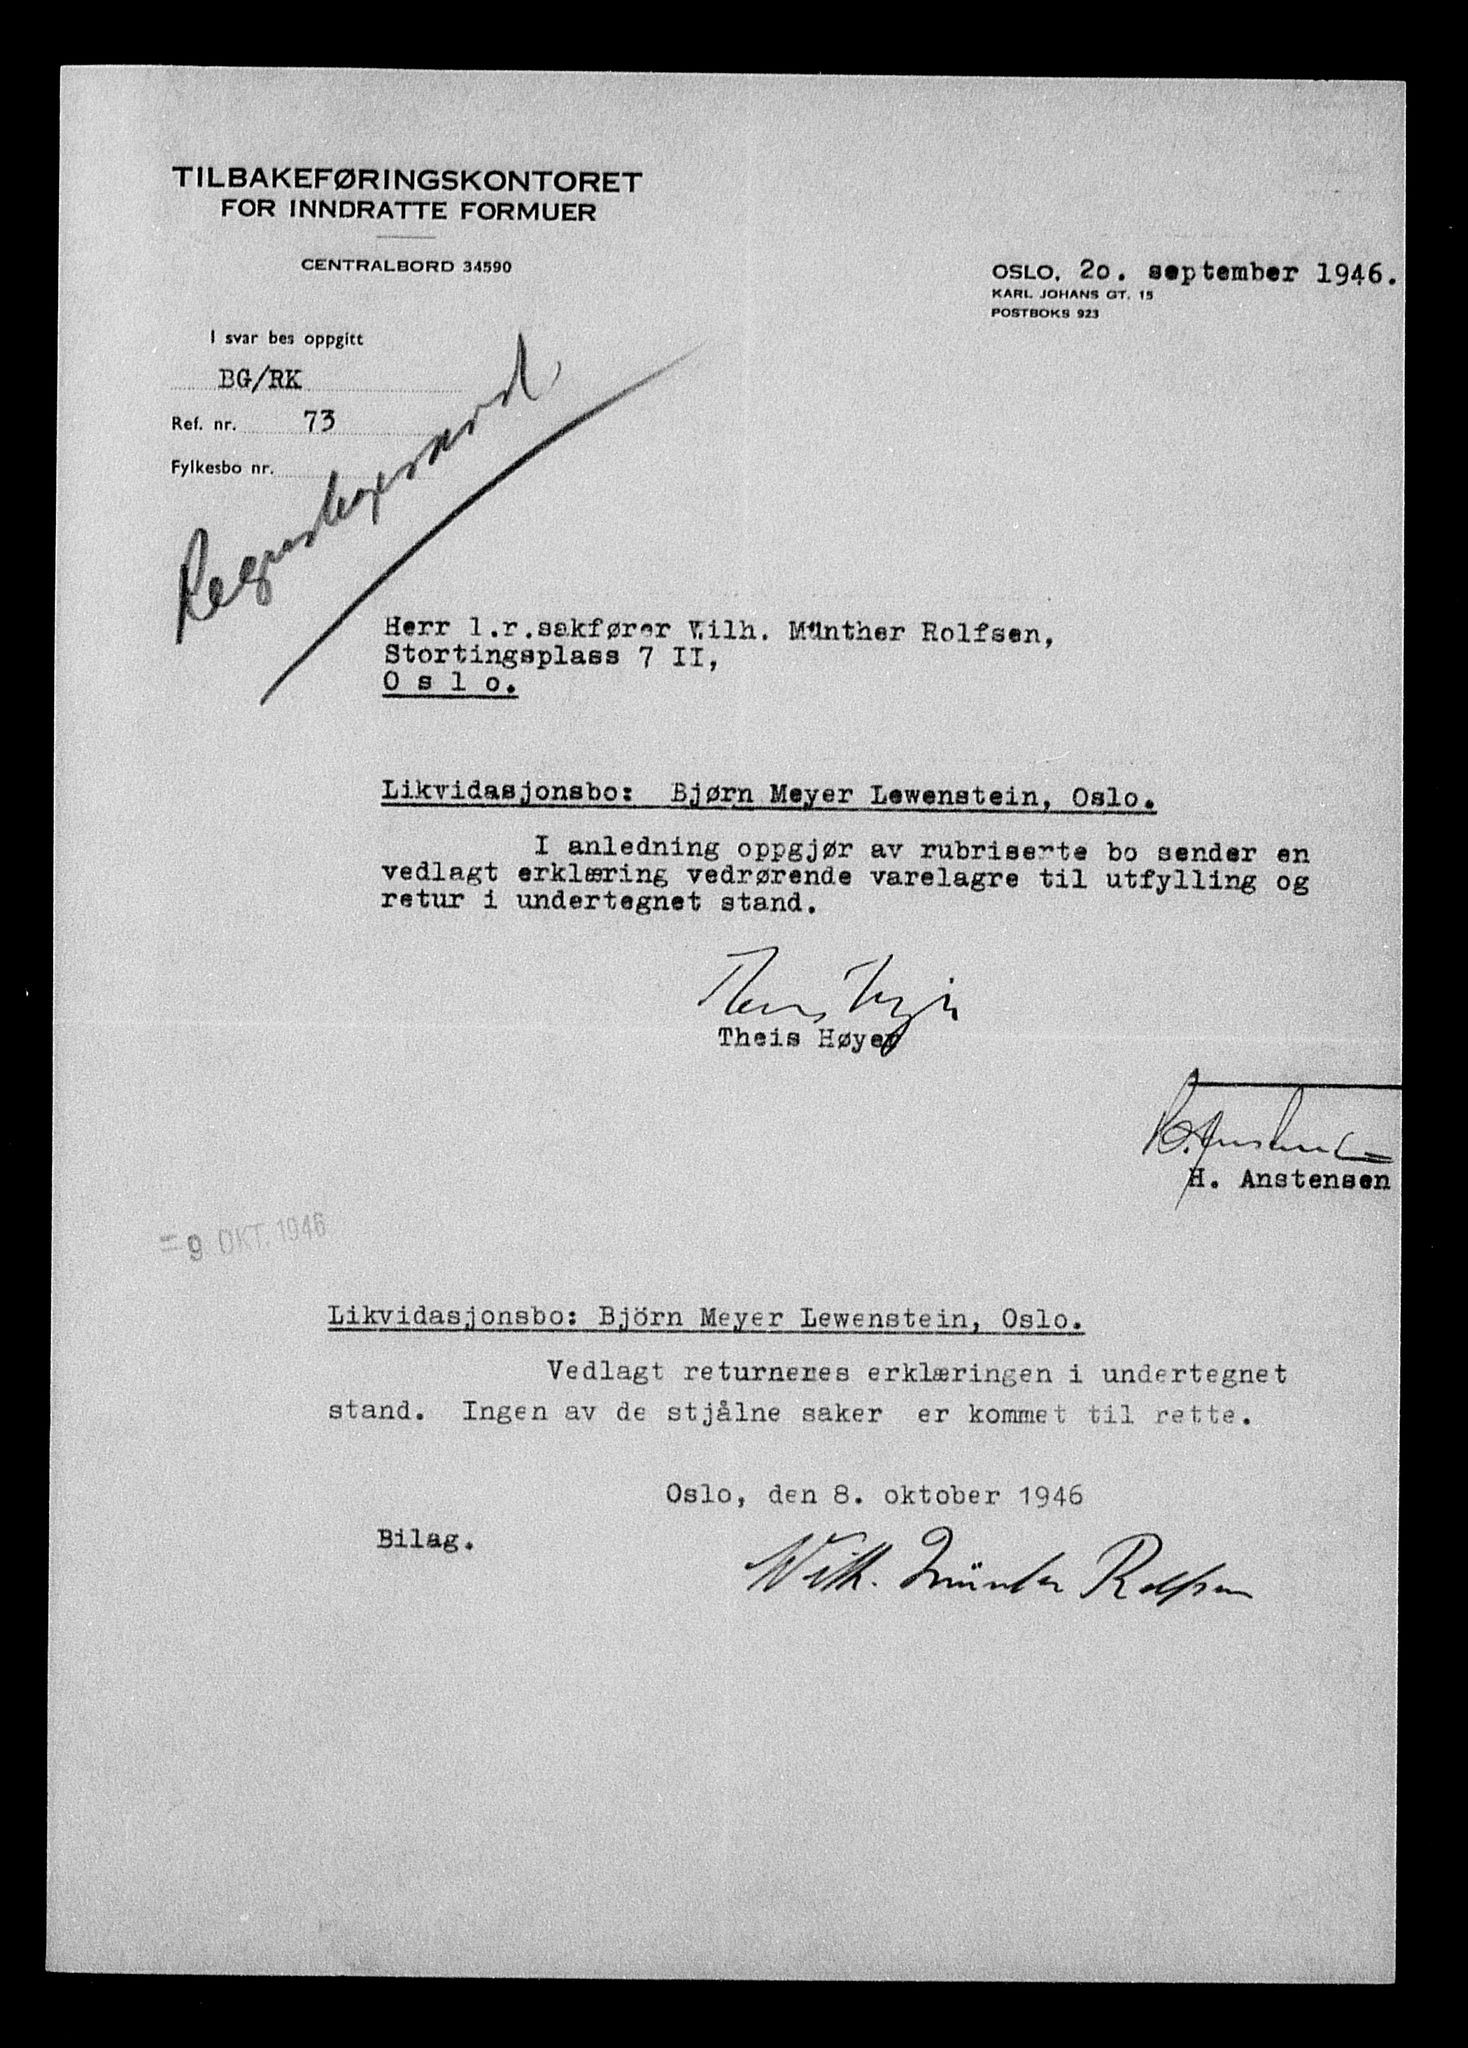 TILBAKEFØRINGSKONTORET
FOR INNDRATTE FORMUER
CENTRALBORD 34590
OSLO, 20. september 1946.
KARL JOHANS GT. 15
POSTBOKS 923
I svar bes oppgitt
BG/RK
Ref. nr. 73
Fylkesbo nr.
Herr l.r.sakfører Wilh. Münther Rolfsen,
Stortingsplass 7 II,
O s l o.
Likvidasjonsbo: Bjørn Meyer Lewenstein, Oslo.
I anledning oppgjør av rubriserte bo sender en
vedlagt erklæring vedrørende varelagre til utfylling og
retur i undertegnet stand.
Theis Høyer
H. Anstensen
=9 OKT. 1946
Likvidasjonsbo: Björn Meyer Lewenstein, Oslo.
Vedlagt returneres erklæringen i undertegnet
stand. Ingen av de stjålne saker er kommet til rette.
Oslo, den 8. oktober 1946
Bilag.
Wilh. Münther Rolfsen